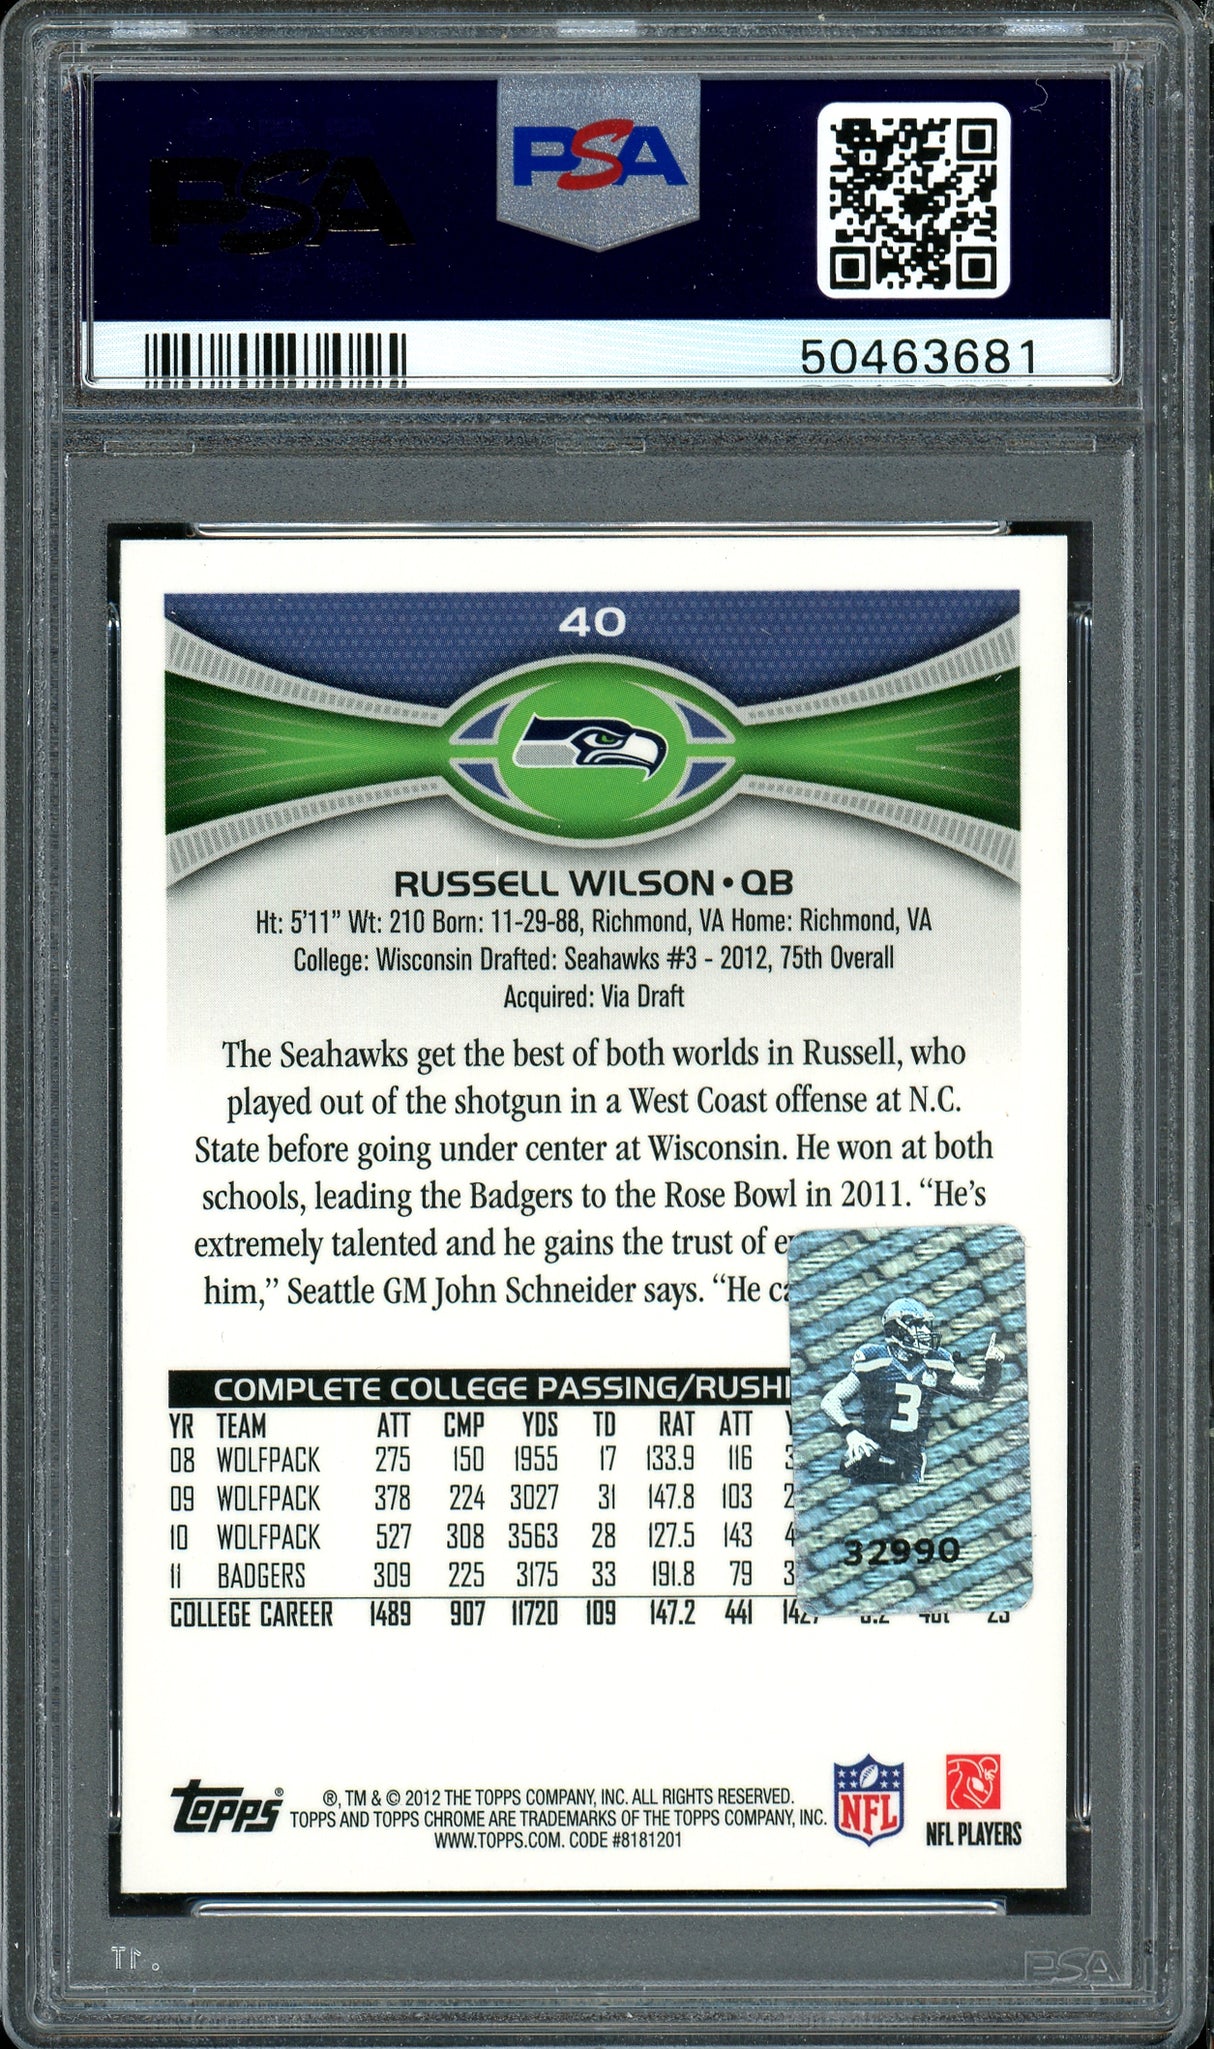 PSA
PSA
50463681
40
RUSSELL WILSON • QB
Ht: 5'11" Wt: 210 Born: 11-29-88, Richmond, VA Home: Richmond, VA
College: Wisconsin Drafted: Seahawks #3 - 2012, 75th Overall
Acquired: Via Draft
The Seahawks get the best of both worlds in Russell, who
played out of the shotgun in a West Coast offense at N.C.
State before going under center at Wisconsin. He won at both
schools, leading the Badgers to the Rose Bowl in 2011. “He’s
extremely talented and he gains the trust of
him,” Seattle GM John Schneider says. “He
COMPLETE COLLEGE PASSING/RUSHI
YR TEAM ATT CMP YDS TD RAT ATT
08 WOLFPACK 275 150 1955 17 133.9 116
09 WOLFPACK 378 224 3027 31 147.8 103
10 WOLFPACK 527 308 3563 28 127.5 143
11 BADGERS 309 225 3175 33 191.8 79
COLLEGE CAREER 1489 907 11720 109 147.2 441
3
32990
Topps®
®, TM & © 2012 THE TOPPS COMPANY, INC. ALL RIGHTS RESERVED.
TOPPS AND TOPPS CHROME ARE TRADEMARKS OF THE TOPPS COMPANY, INC.
WWW.TOPPS.COM. CODE #8181201
NFL
NFL PLAYERS
PSA